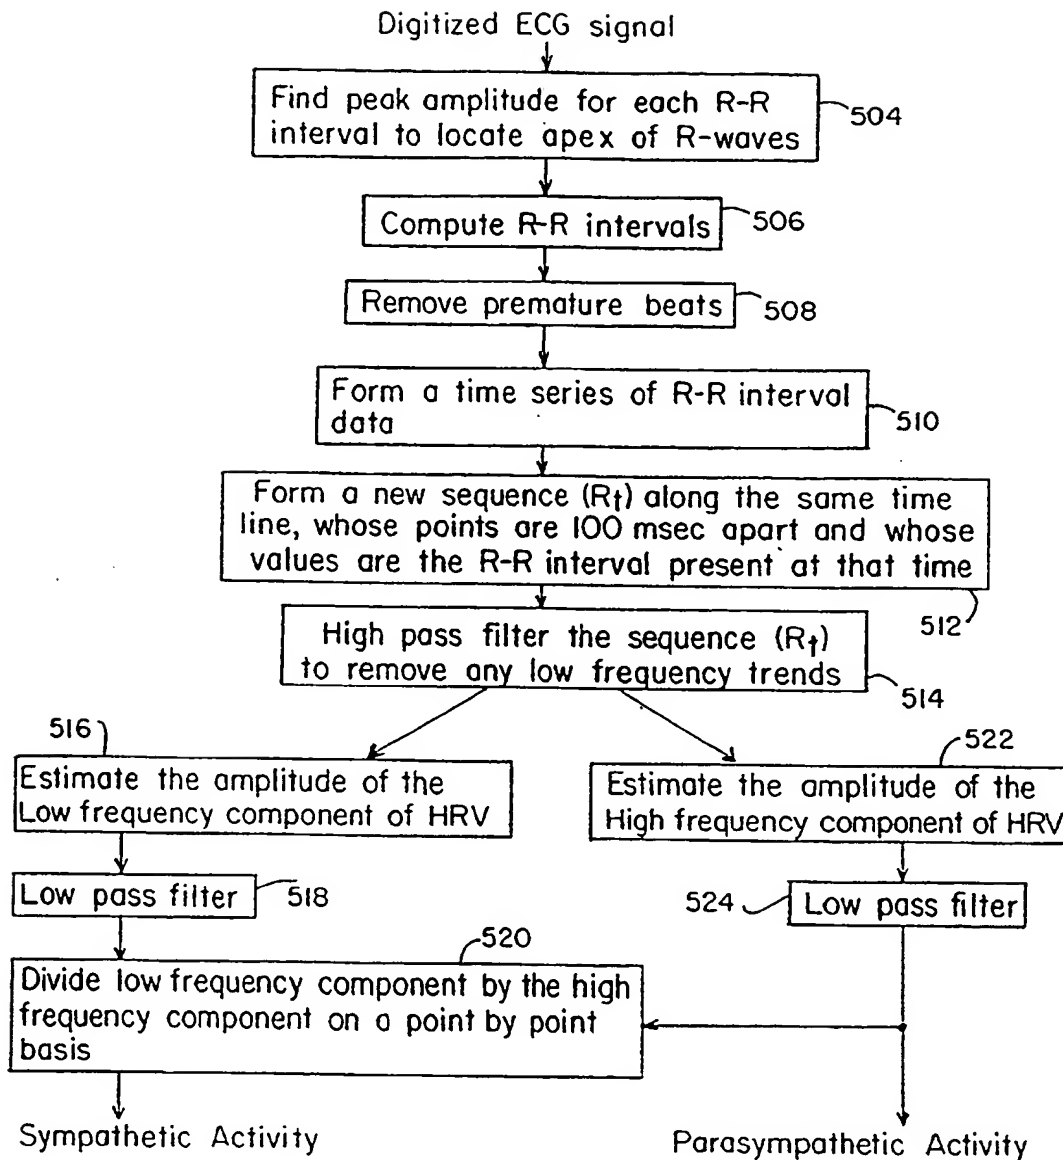 Digitized ECG signal
Find peak amplitude for each R-R
interval to locate apex of R-waves
504
Compute R-R intervals
506
Remove premature beats
508
Form a time series of R-R interval
data
510
Form a new sequence (Rt) along the same time
line, whose points are 100 msec apart and whose
values are the R-R interval present at that time
512
High pass filter the sequence (Rt)
to remove any low frequency trends
514
516
Estimate the amplitude of the
Low frequency component of HRV
522
Estimate the amplitude of the
High frequency component of HRV
Low pass filter
518
524
Low pass filter
520
Divide low frequency component by the high
frequency component on a point by point
basis
Sympathetic Activity
Parasympathetic Activity